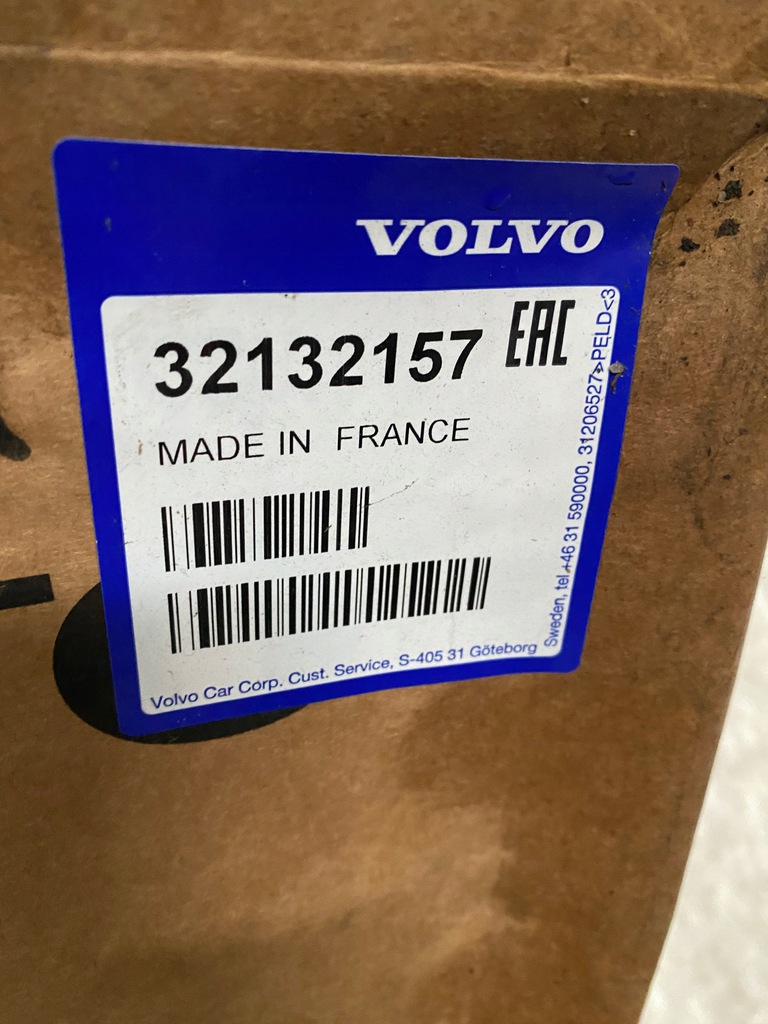 VOLVO
32132157 EAC
MADE IN FRANCE
Volvo Car Corp. Cust. Service, S-405 31 Göteborg
Sweden, tel.+46 31 590000, 31206527>PELD<3